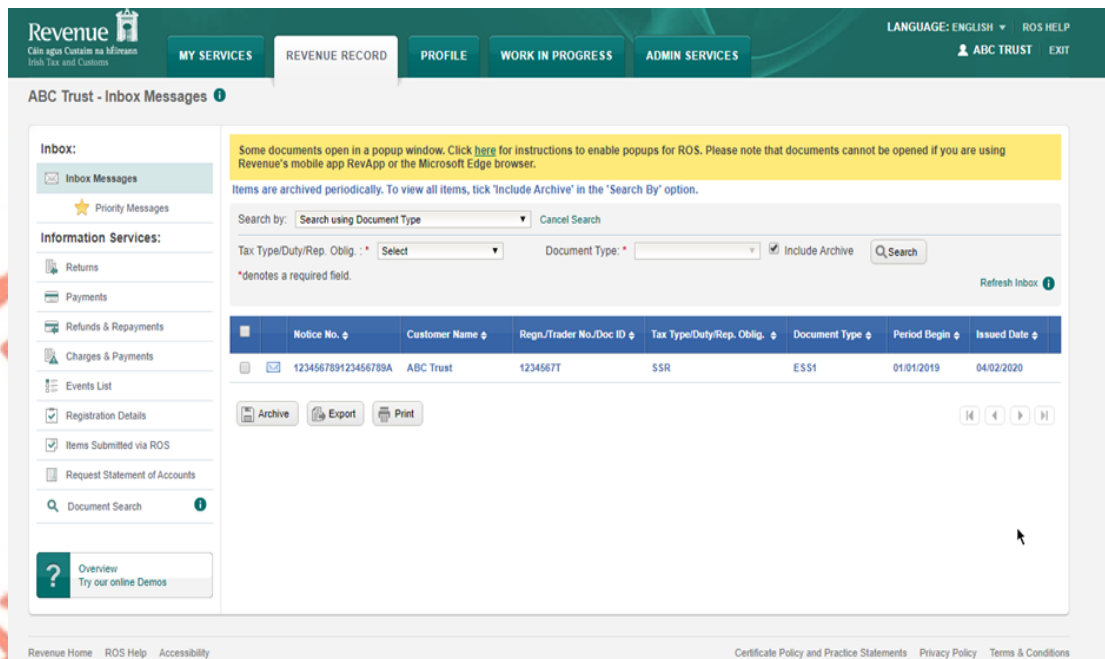 Revenue
Cáin agus Custaim na hÉireann
Irish Tax and Customs
LANGUAGE: ENGLISH ROS HELP
ABC TRUST EXIT
MY SERVICES REVENUE RECORD PROFILE WORK IN PROGRESS ADMIN SERVICES
ABC Trust - Inbox Messages
Inbox:
Inbox Messages
Priority Messages
Information Services:
Returns
Payments
Refunds & Repayments
Charges & Payments
Events List
Registration Details
Items Submitted via ROS
Request Statement of Accounts
Document Search
? Overview
Try our online Demos
Some documents open in a popup window. Click here for instructions to enable popups for ROS. Please note that documents cannot be opened if you are using
Revenue's mobile app RevApp or the Microsoft Edge browser.
Items are archived periodically. To view all items, tick 'Include Archive' in the 'Search By' option.
Search by: Search using Document Type Cancel Search
Tax Type/Duty/Rep. Oblig. : * Select Document Type: * Include Archive Search
*denotes a required field.
Refresh Inbox
Notice No. Customer Name Regn./Trader No./Doc ID Tax Type/Duty/Rep. Oblig. Document Type Period Begin Issued Date
123456789123456789A ABC Trust 1234567T SSR ESS1 01/01/2019 04/02/2020
Archive Export Print
Revenue Home ROS Help Accessibility
Certificate Policy and Practice Statements Privacy Policy Terms & Conditions